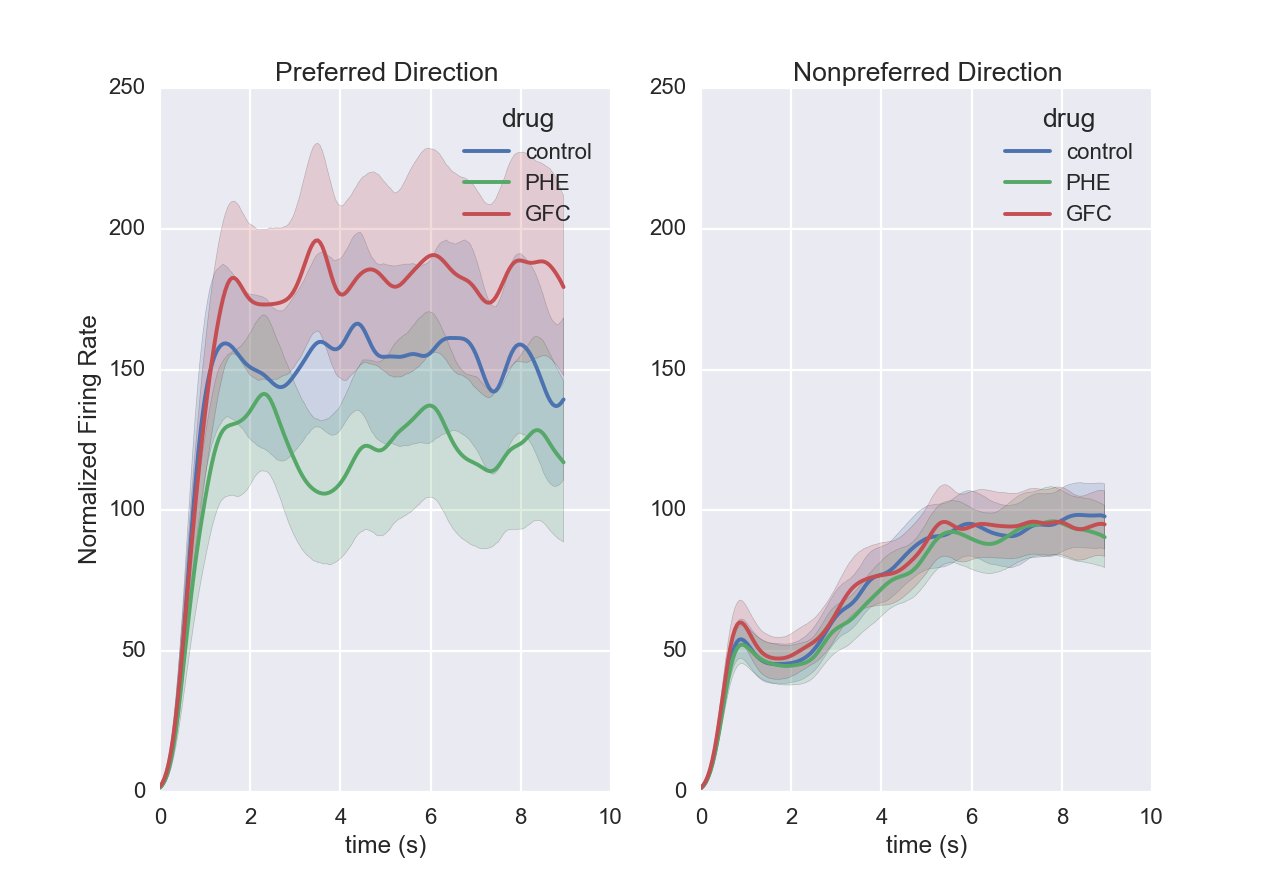 Preferred Direction
Nonpreferred Direction
250
200
150
100
50
0
Normalized Firing Rate
drug
control
PHE
GFC
0 2 4 6 8 10
time (s)
250
200
150
100
50
0
drug
control
PHE
GFC
0 2 4 6 8 10
time (s)